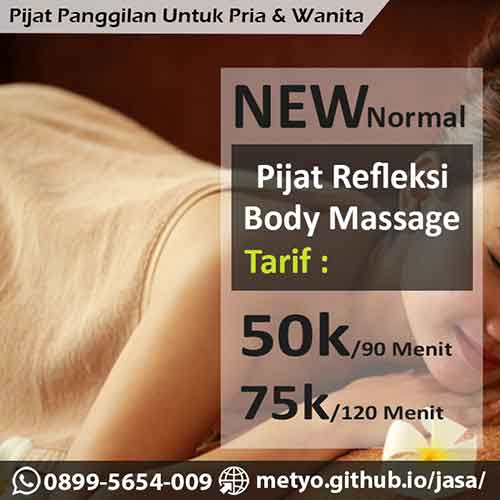 Pijat Panggilan Untuk Pria & Wanita
NEW Normal
Pijat Refleksi
Body Massage
Tarif :
50k/90 Menit
75k/120 Menit
0899-5654-009 metyo.github.io/jasa/